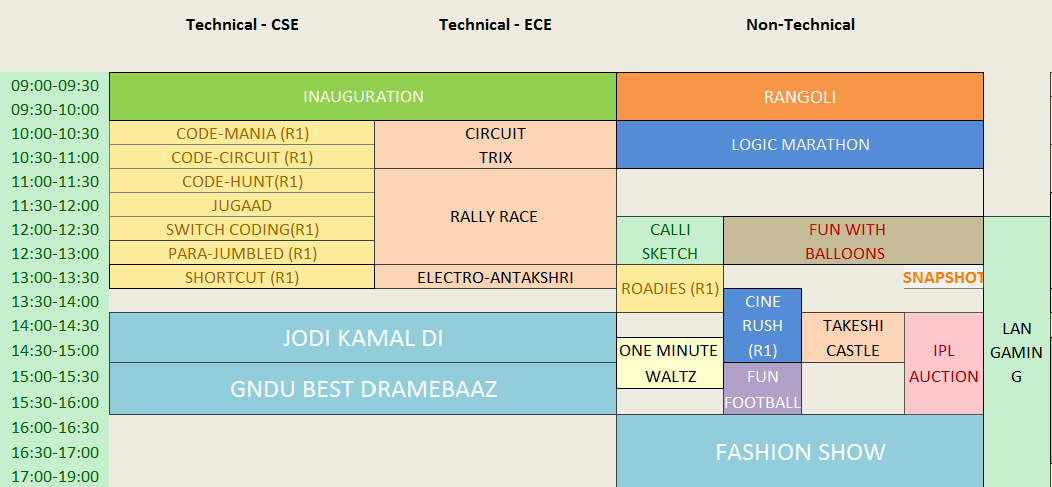 Technical - CSE Technical - ECE Non-Technical
09:00-09:30
INAUGURATION RANGOLI
09:30-10:00
10:00-10:30 CODE-MANIA (R1) CIRCUIT
LOGIC MARATHON
10:30-11:00 CODE-CIRCUIT (R1) TRIX
11:00-11:30 CODE-HUNT(R1)
11:30-12:00 JUGAAD
RALLY RACE
12:00-12:30 SWITCH CODING(R1) CALLI FUN WITH
12:30-13:00 PARA-JUMBLED (R1) SKETCH BALLOONS
13:00-13:30 SHORTCUT (R1) ELECTRO-ANTAKSHRI SNAPSHOT
ROADIES (R1)
13:30-14:00 CINE
14:00-14:30 RUSH TAKESHI LAN
JODI KAMAL DI
14:30-15:00 ONE MINUTE (R1) CASTLE IPL GAMIN
15:00-15:30 WALTZ FUN AUCTION G
GNDU BEST DRAMEBAAZ
15:30-16:00 FOOTBALL
16:00-16:30
16:30-17:00 FASHION SHOW
17:00-19:00